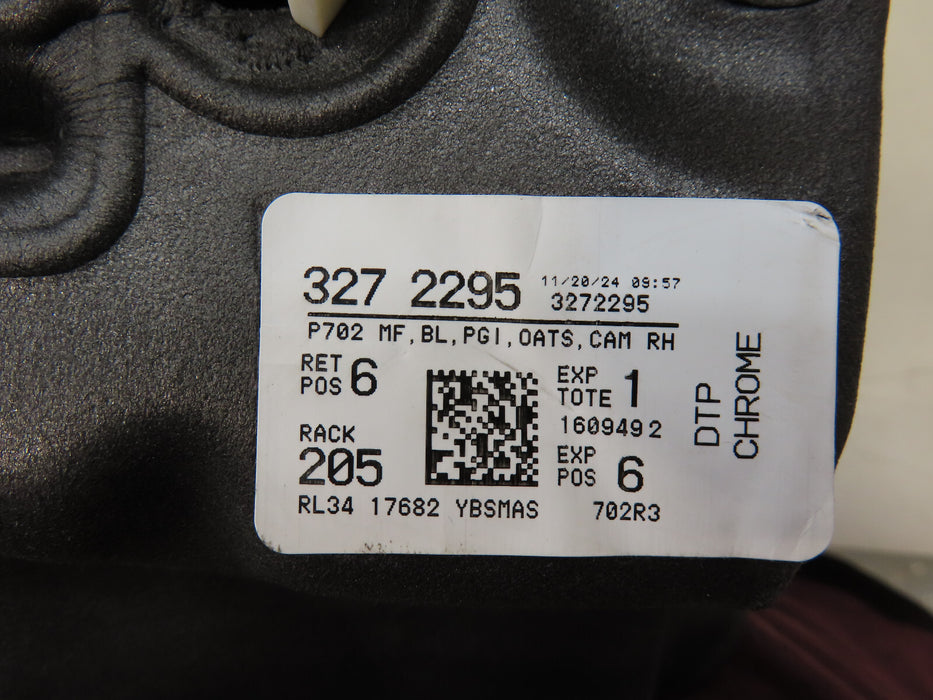 327 2295
11/20/24 09:57
3272295
P702 MF,BL,PGI,OATS,CAM RH
RET POS 6
EXP TOTE 1
1609492
RACK 205
EXP POS 6
RL34 17682 YBSMAS
702R3
DTP
CHROME